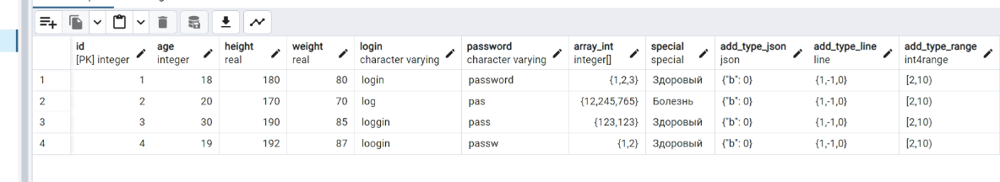 id age height weight login password array_int special add_type_json add_type_line add_type_range
[PK] integer integer real real character varying character varying integer[] special json line int4range
1 1 18 180 80 login password {1,2,3} Здоровый {"b": 0} {1,-1,0} [2,10)
2 2 20 170 70 log pas {12,245,765} Болезнь {"b": 0} {1,-1,0} [2,10)
3 3 30 190 85 loggin pass {123,123} Здоровый {"b": 0} {1,-1,0} [2,10)
4 4 19 192 87 loogin passw {1,2} Здоровый {"b": 0} {1,-1,0} [2,10)